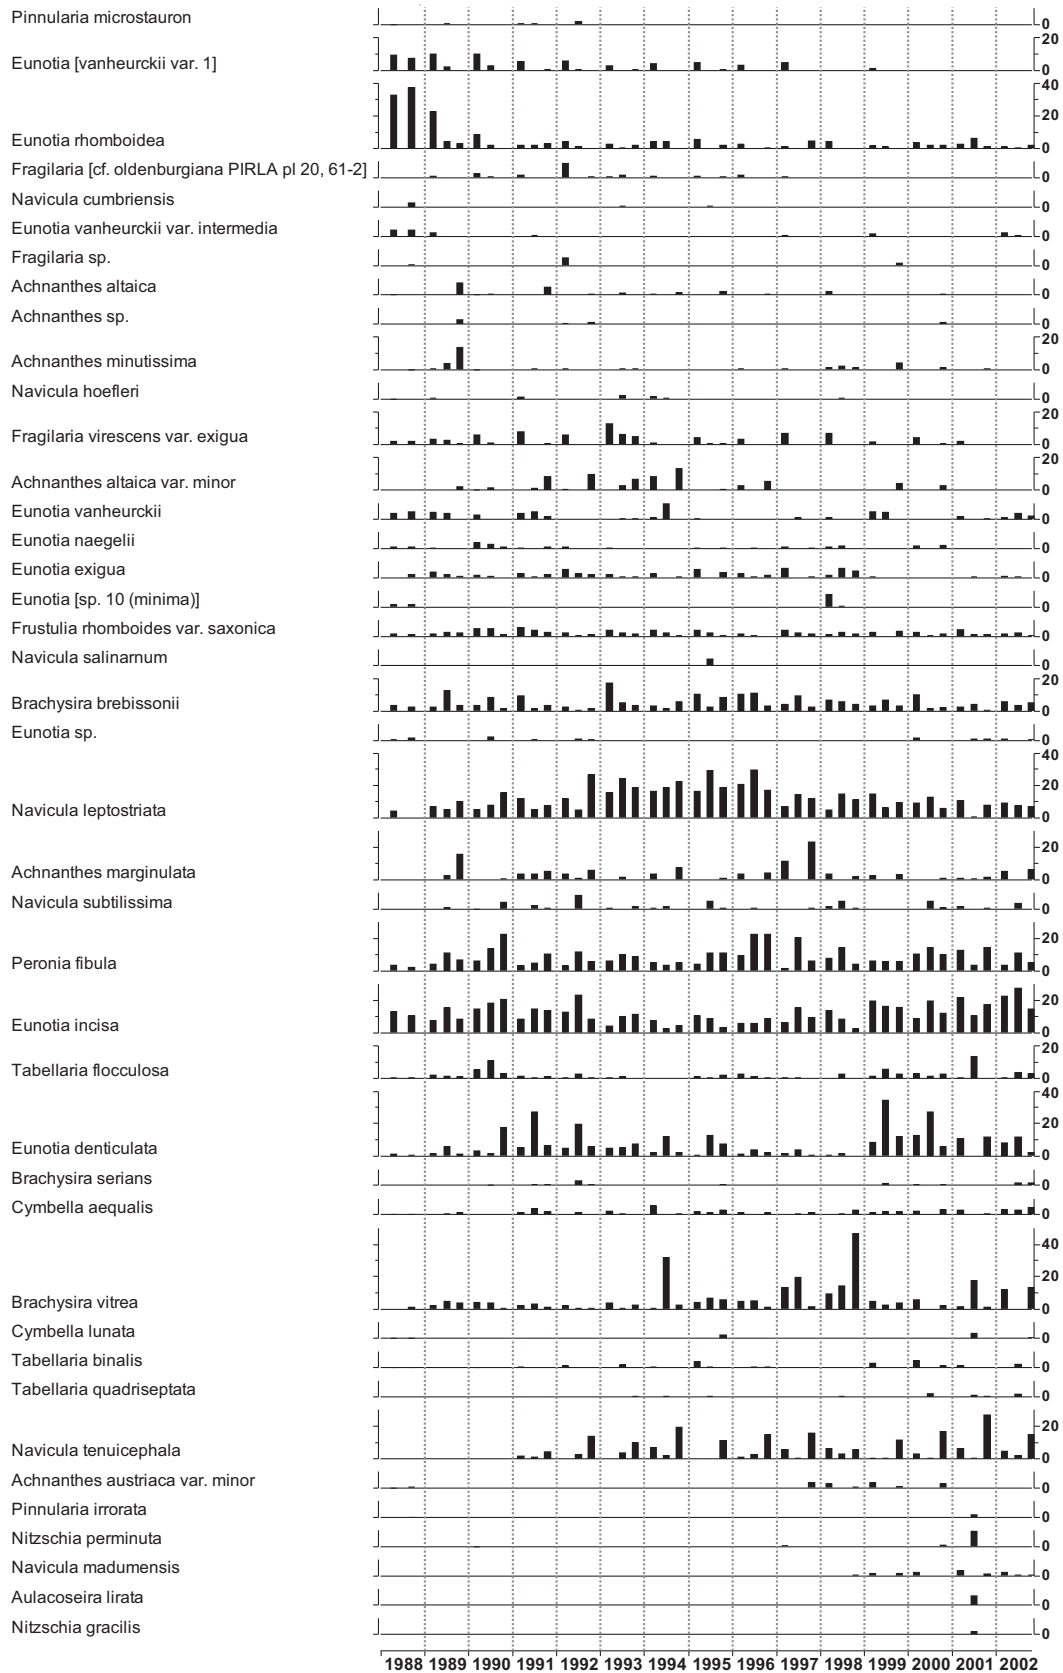 Pinnularia microstauron 0
20
Eunotia [vanheurckii var. 1] 0
40
20
Eunotia rhomboidea 0
Fragilaria [cf. oldenburgiana PIRLA pl 20, 61-2] 0
Navicula cumbriensis 0
Eunotia vanheurckii var. intermedia 0
Fragilaria sp. 0
Achnanthes altaica 0
Achnanthes sp. 0
20
Achnanthes minutissima 0
Navicula hoefleri 0
20
Fragilaria virescens var. exigua 0
20
Achnanthes altaica var. minor 0
Eunotia vanheurckii 0
Eunotia naegelii 0
Eunotia exigua 0
Eunotia [sp. 10 (minima)] 0
Frustulia rhomboides var. saxonica 0
Navicula salinarnum 0
20
Brachysira brebissonii 0
Eunotia sp. 0
40
20
Navicula leptostriata 0
20
Achnanthes marginulata 0
Navicula subtilissima 0
20
Peronia fibula 0
20
Eunotia incisa 0
20
Tabellaria flocculosa 0
40
20
Eunotia denticulata 0
Brachysira serians 0
Cymbella aequalis 0
40
20
Brachysira vitrea 0
Cymbella lunata 0
Tabellaria binalis 0
Tabellaria quadriseptata 0
20
Navicula tenuicephala 0
Achnanthes austriaca var. minor 0
Pinnularia irrorata 0
Nitzschia perminuta 0
Navicula madumensis 0
Aulacoseira lirata 0
Nitzschia gracilis 0
1988 1989 1990 1991 1992 1993 1994 1995 1996 1997 1998 1999 2000 2001 2002